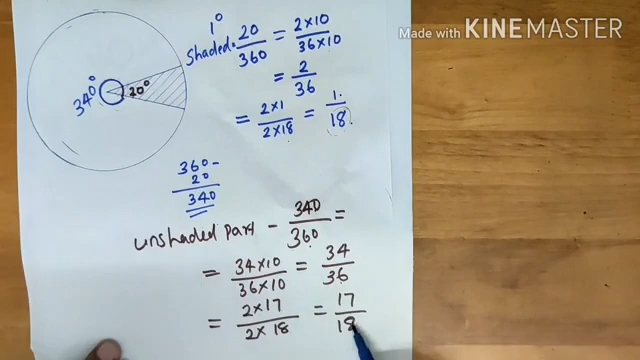 Made with KINEMASTER
1°
Shaded = 20/360 = 2×10/36×10
= 2/36
= 2×1/2×18 = 1/18.
340°
20°
360-
20
340
unshaded part - 340/360 =
= 34×10/36×10 = 34/36
= 2×17/2×18 = 17/18